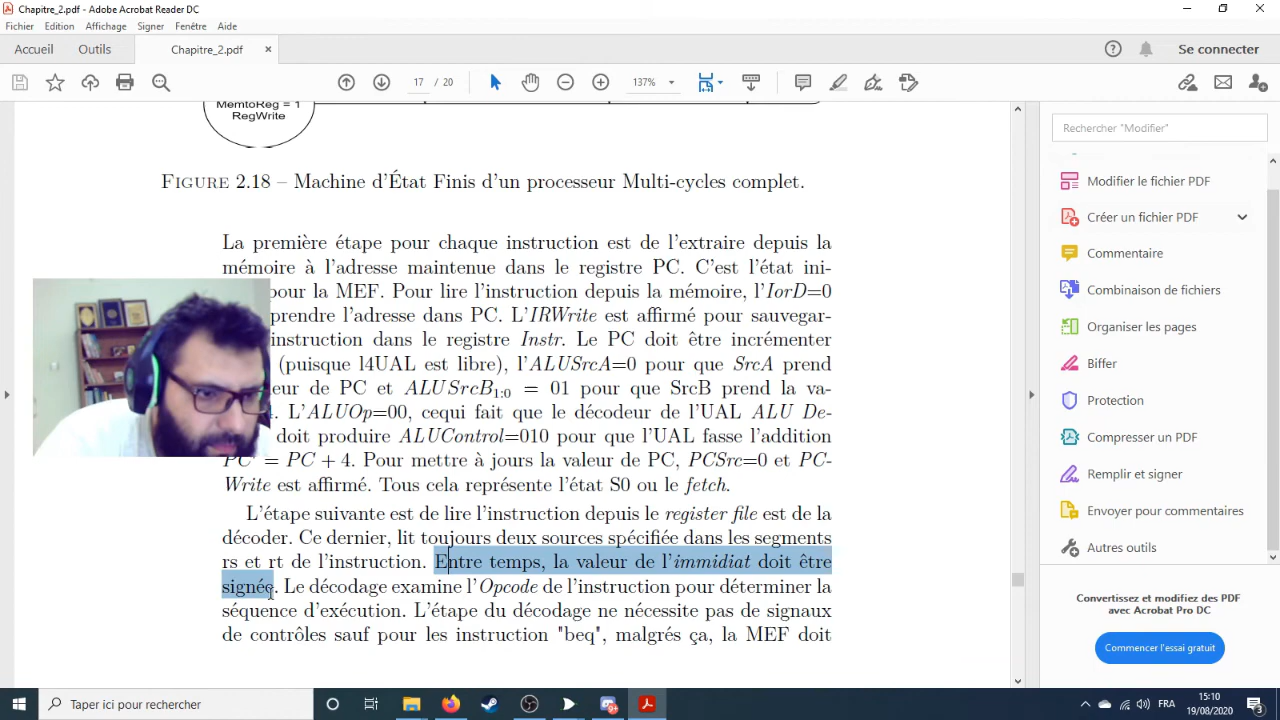 Chapitre_2.pdf - Adobe Acrobat Reader DC
Fichier Edition Affichage Signer Fenêtre Aide
Accueil Outils Chapitre_2.pdf × Se connecter
17 / 20 137%
MemtoReg = 1
RegWrite
FIGURE 2.18 – Machine d'État Finis d'un processeur Multi-cycles complet.
La première étape pour chaque instruction est de l'extraire depuis la
mémoire à l'adresse maintenue dans le registre PC. C'est l'état ini-
pour la MEF. Pour lire l'instruction depuis la mémoire, l'IorD=0
prendre l'adresse dans PC. L'IRWrite est affirmé pour sauvegar-
instruction dans le registre Instr. Le PC doit être incrémenter
(puisque l4UAL est libre), l'ALUSrcA=0 pour que SrcA prend
eur de PC et ALUSrcB1:0 = 01 pour que SrcB prend la va-
4. L'ALUOp=00, cequi fait que le décodeur de l'UAL ALU De-
doit produire ALUControl=010 pour que l'UAL fasse l'addition
PC' = PC + 4. Pour mettre à jours la valeur de PC, PCSrc=0 et PC-
Write est affirmé. Tous cela représente l'état S0 ou le fetch.
L'étape suivante est de lire l'instruction depuis le register file est de la
décoder. Ce dernier, lit toujours deux sources spécifiée dans les segments
rs et rt de l'instruction. Entre temps, la valeur de l'immidiat doit être
signée. Le décodage examine l'Opcode de l'instruction pour déterminer la
séquence d'exécution. L'étape du décodage ne nécessite pas de signaux
de contrôles sauf pour les instruction "beq", malgrés ça, la MEF doit
Rechercher "Modifier"
Modifier le fichier PDF
Créer un fichier PDF
Commentaire
Combinaison de fichiers
Organiser les pages
Biffer
Protection
Compresser un PDF
Remplir et signer
Envoyer pour commentaires
Autres outils
Convertissez et modifiez des PDF
avec Acrobat Pro DC
Commencer l'essai gratuit
Taper ici pour rechercher
FRA
15:10
19/08/2020
3